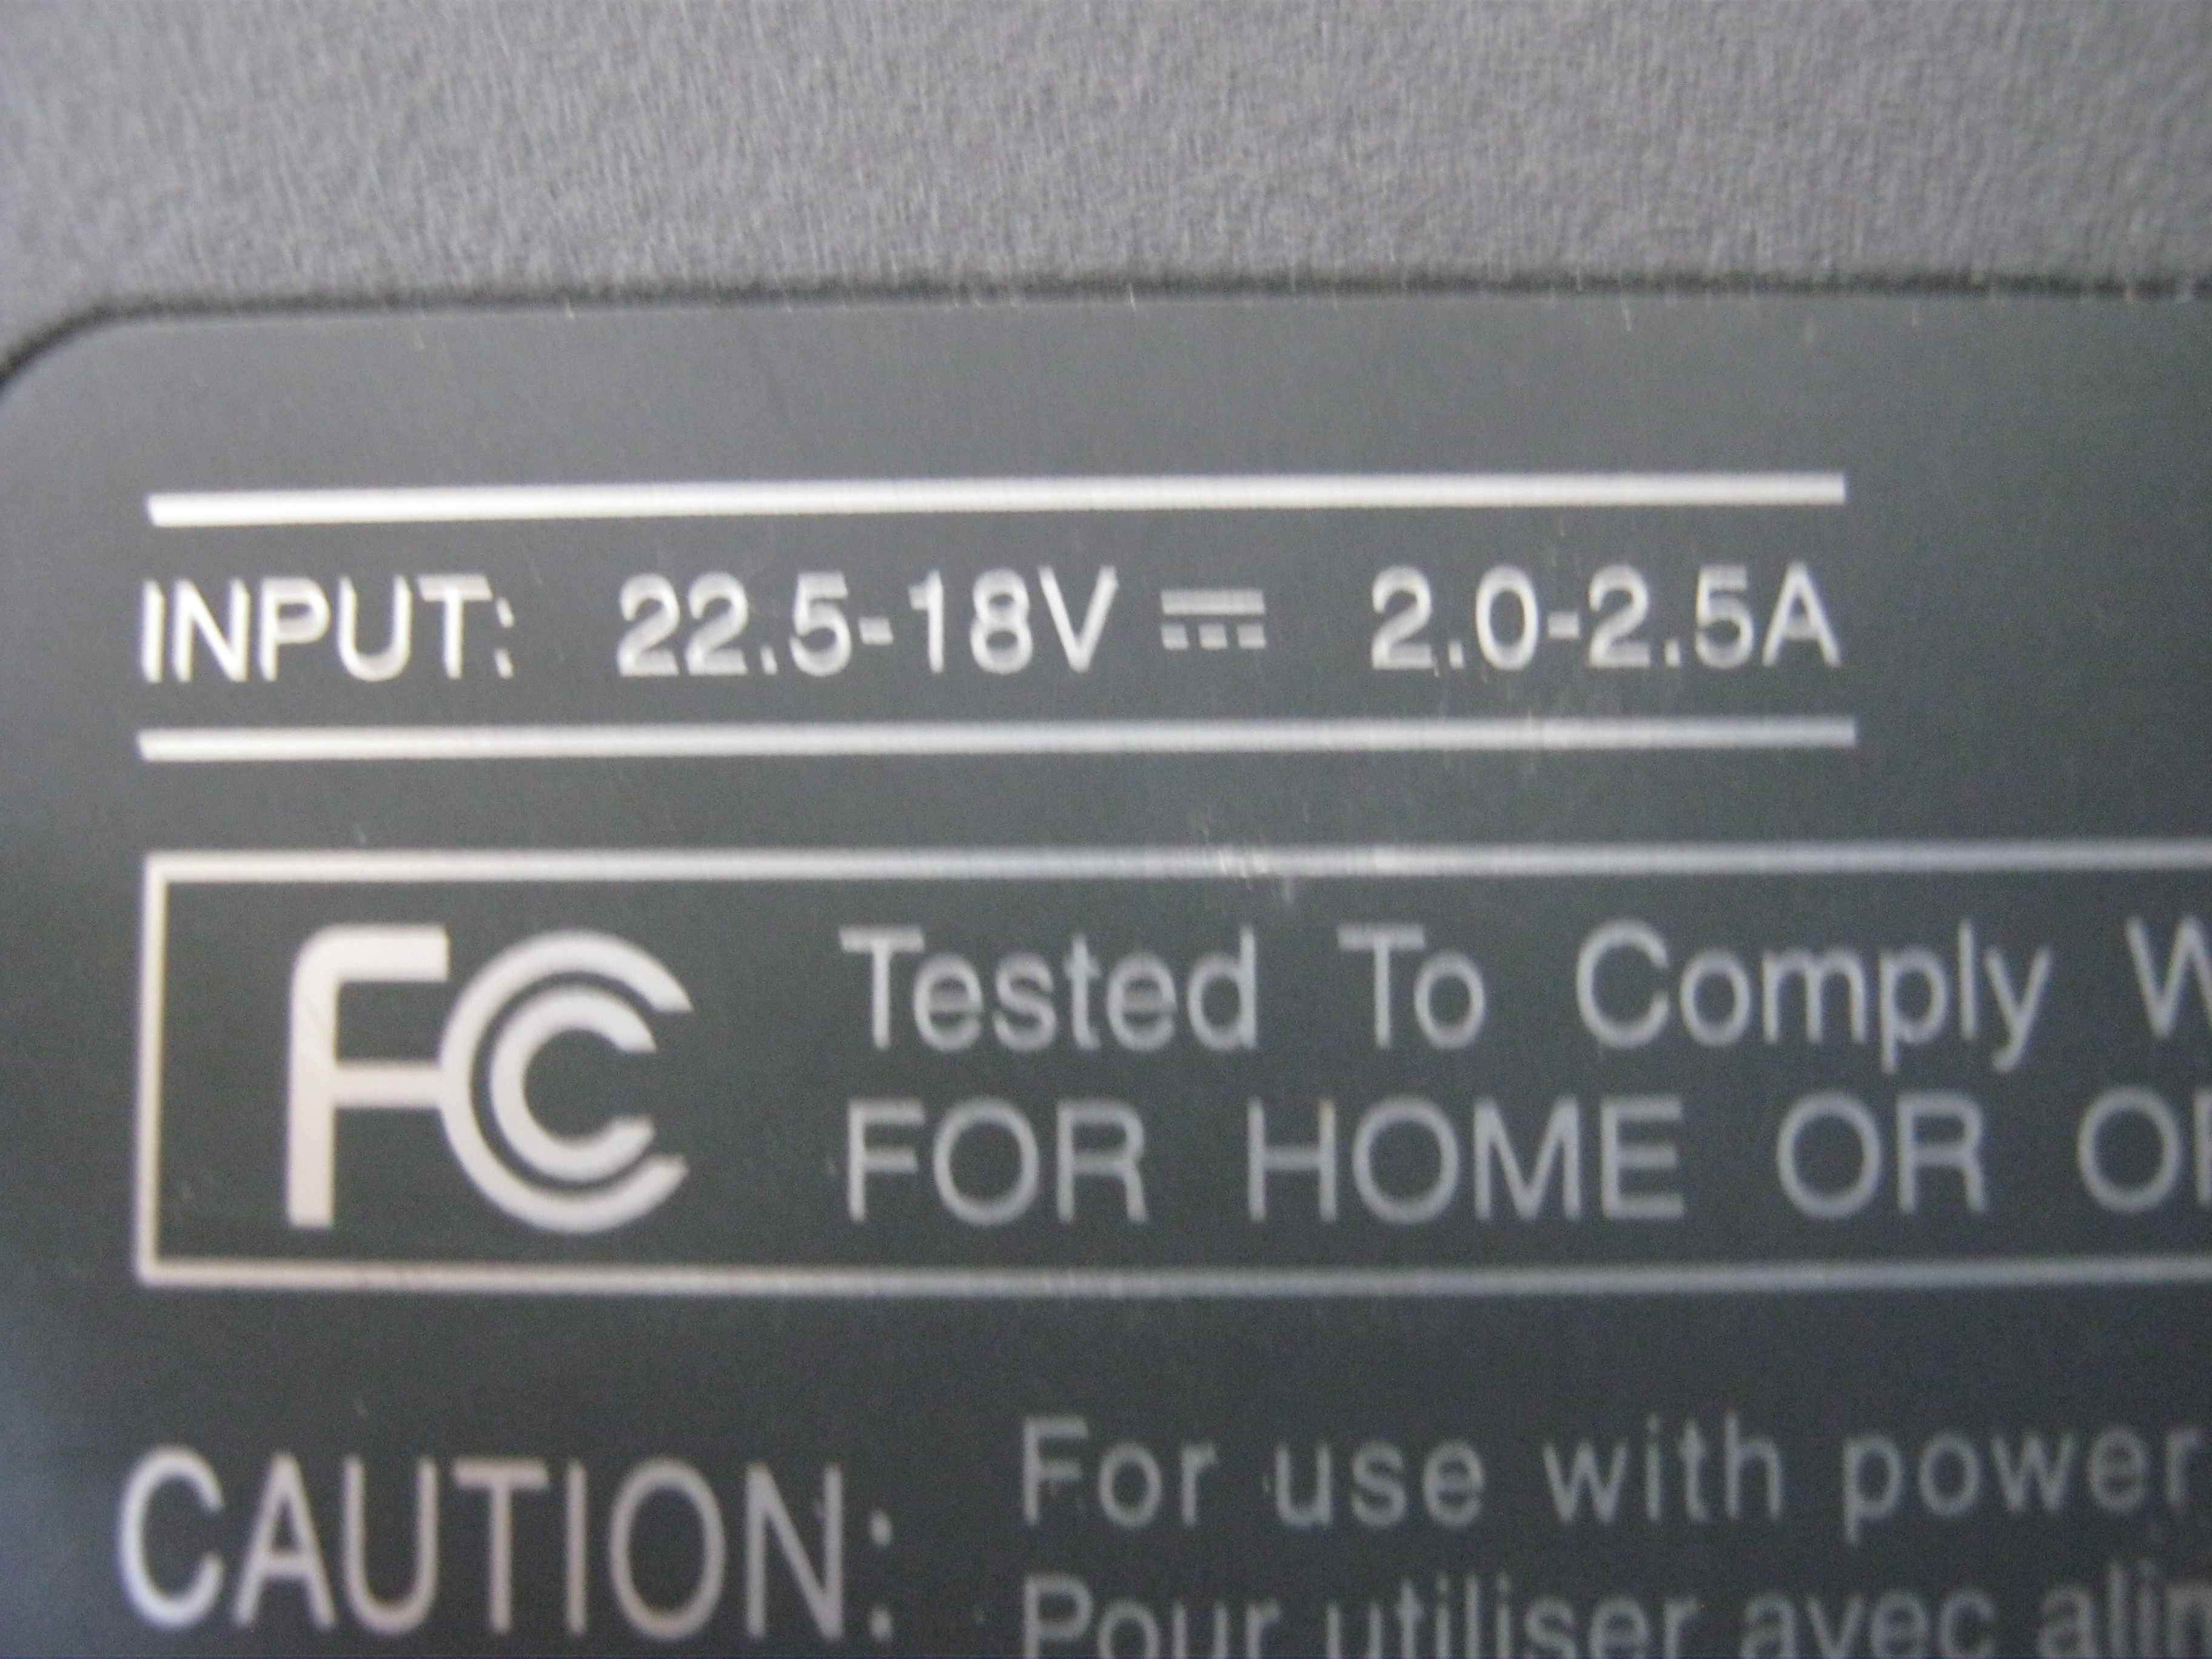 INPUT: 22.5-18V ⎓ 2.0-2.5A
FC Tested To Comply
FOR HOME OR
CAUTION: For use with power
Pour utiliser avec